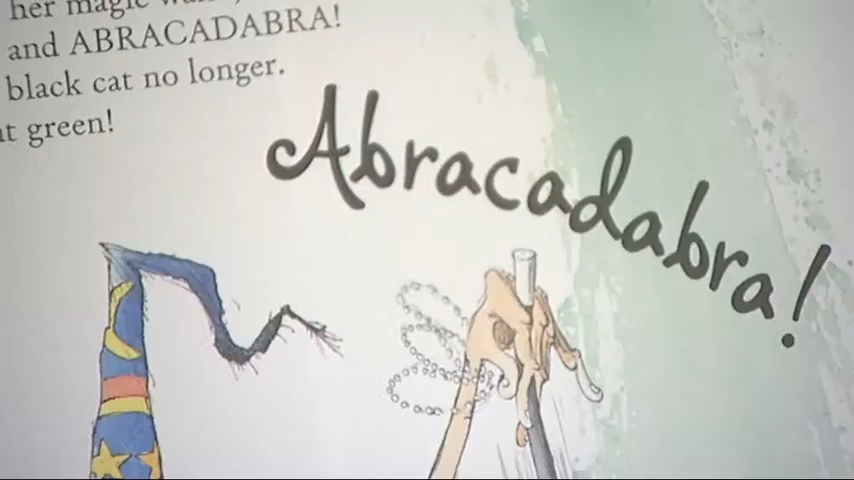 her magic
and ABRACADABRA!
black cat no longer.
green!
Abracadabra!